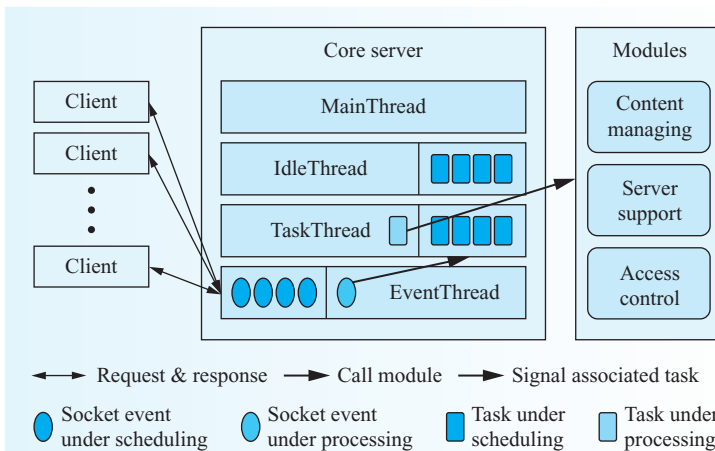 Core server
Modules
Client
Client
Client
MainThread
IdleThread
TaskThread
EventThread
Content
managing
Server
support
Access
control
Request & response
Call module
Signal associated task
Socket event
under scheduling
Socket event
under processing
Task under
scheduling
Task under
processing